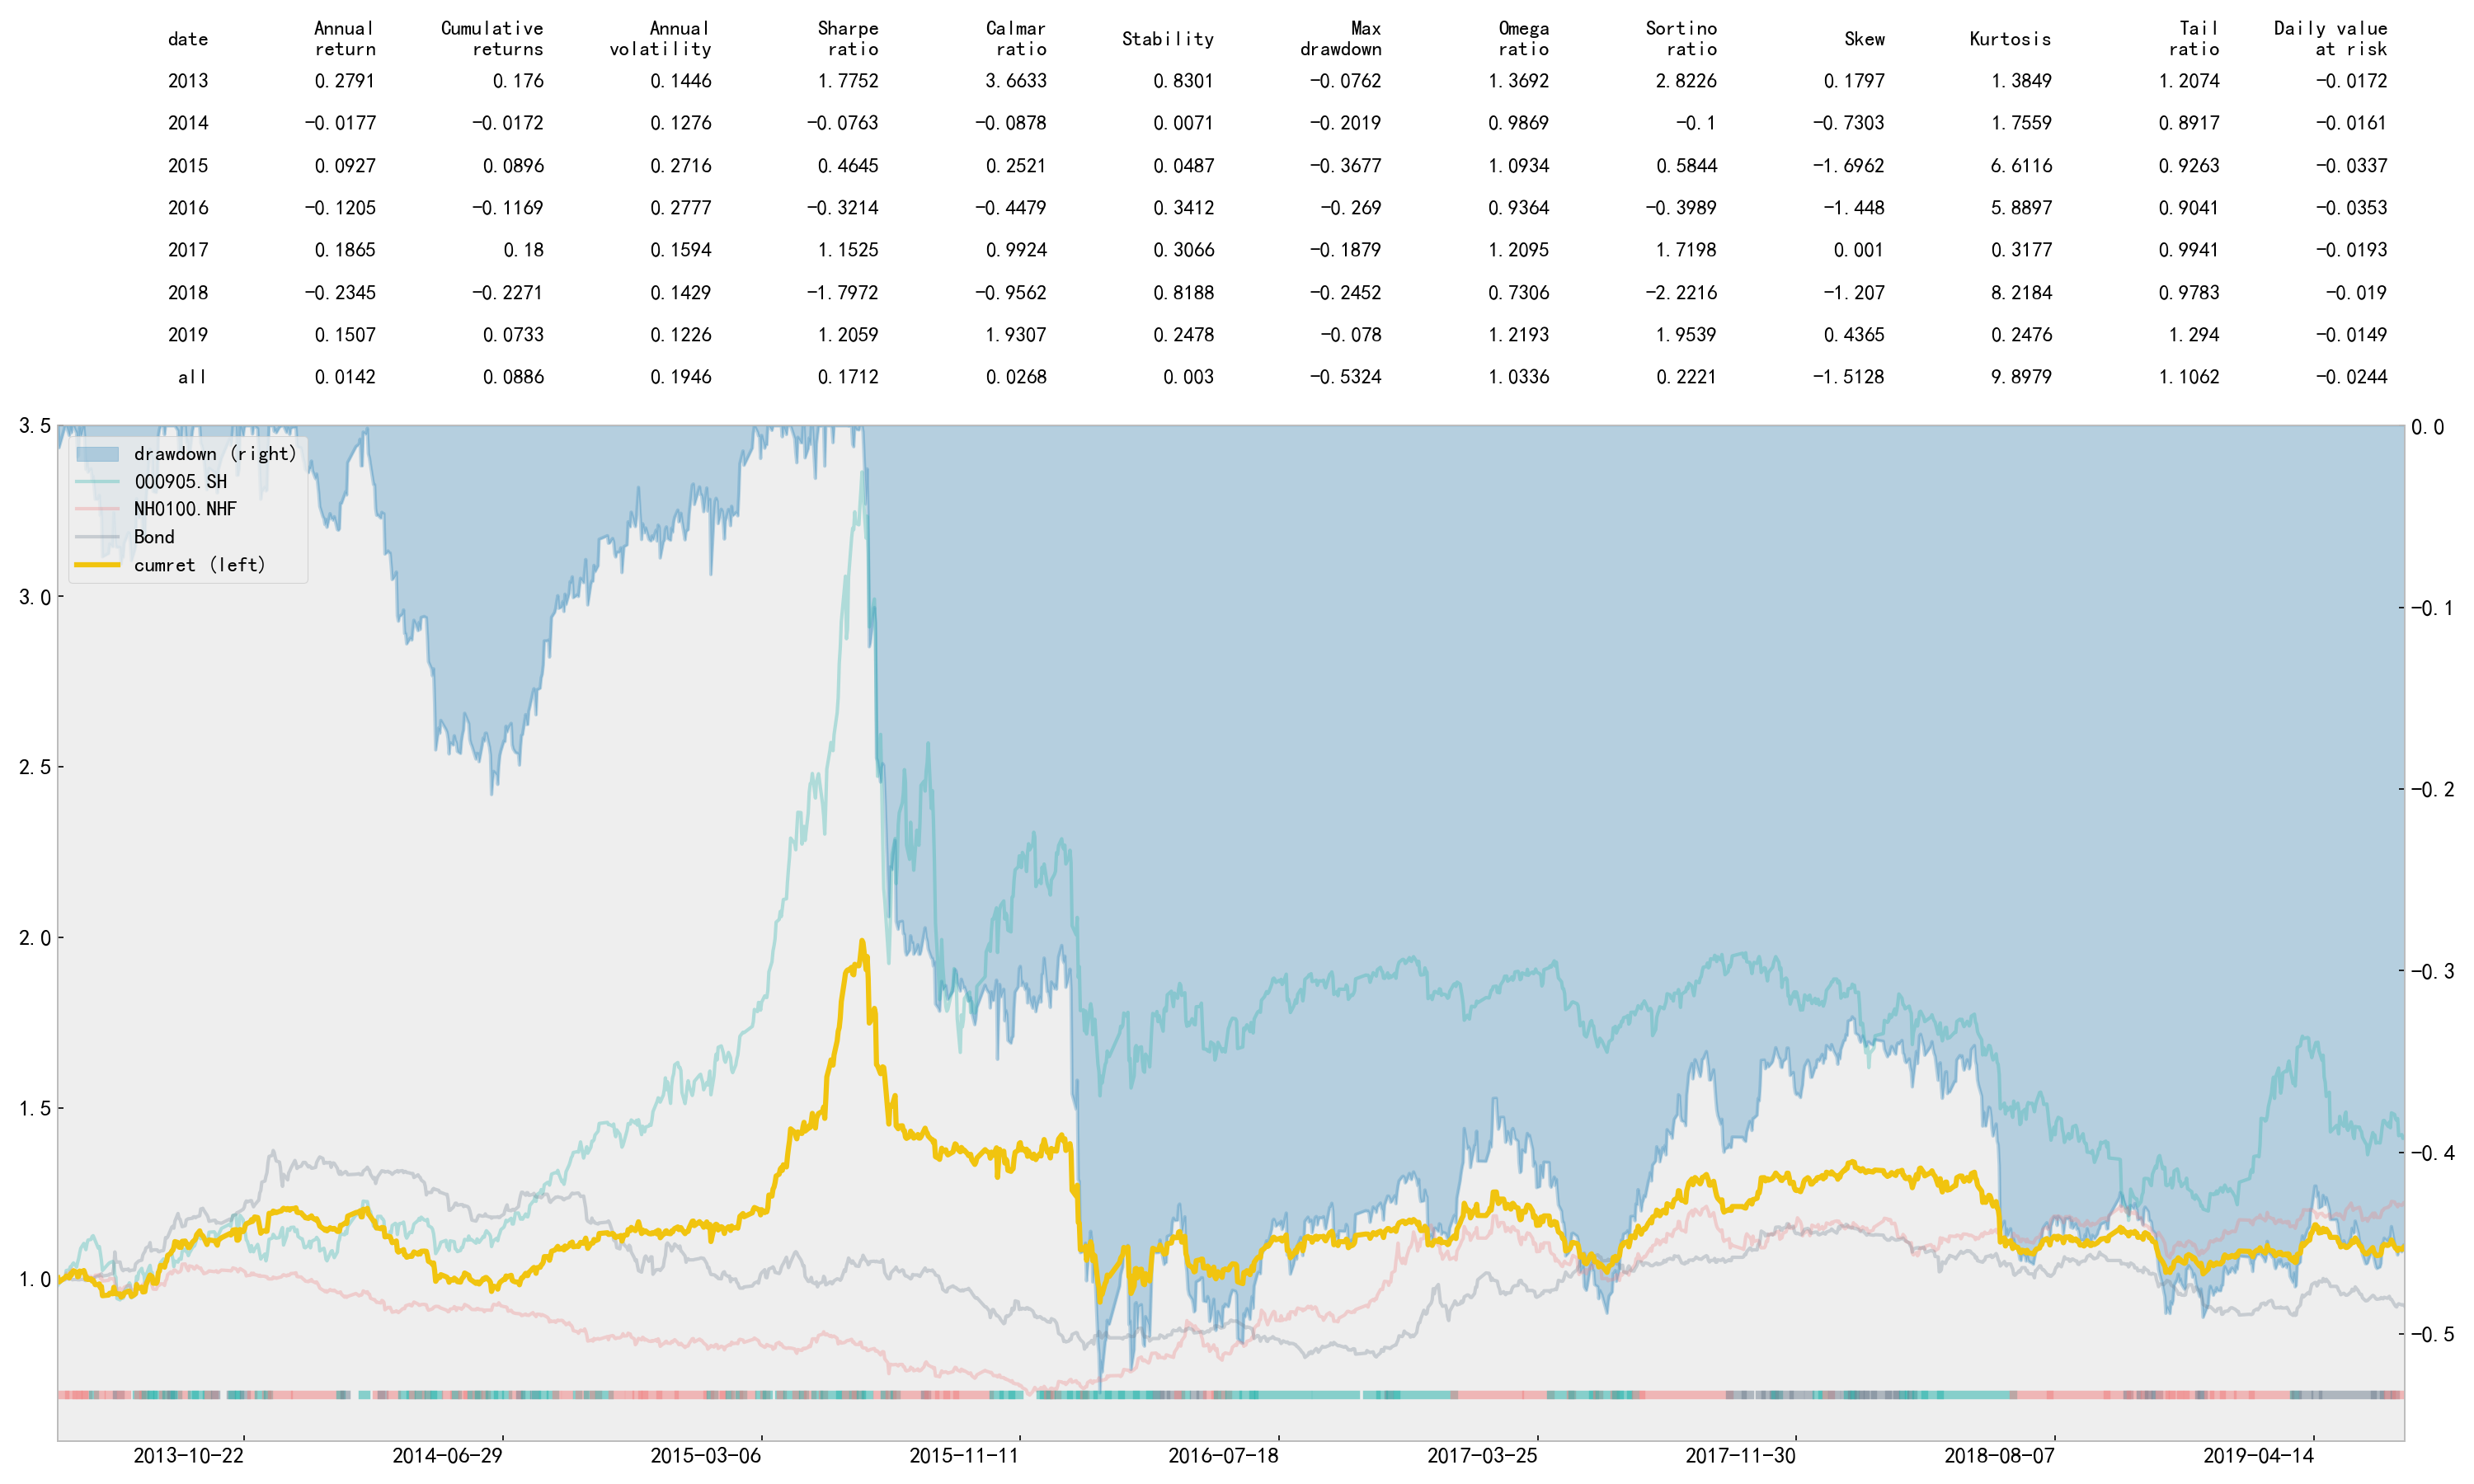 date Annual return Cumulative returns Annual volatility Sharpe ratio Calmar ratio Stability Max drawdown Omega ratio Sortino ratio Skew Kurtosis Tail ratio Daily value at risk
2013 0.2791 0.176 0.1446 1.7752 3.6633 0.8301 −0.0762 1.3692 2.8226 0.1797 1.3849 1.2074 −0.0172
2014 −0.0177 −0.0172 0.1276 −0.0763 −0.0878 0.0071 −0.2019 0.9869 −0.1 −0.7303 1.7559 0.8917 −0.0161
2015 0.0927 0.0896 0.2716 0.4645 0.2521 0.0487 −0.3677 1.0934 0.5844 −1.6962 6.6116 0.9263 −0.0337
2016 −0.1205 −0.1169 0.2777 −0.3214 −0.4479 0.3412 −0.269 0.9364 −0.3989 −1.448 5.8897 0.9041 −0.0353
2017 0.1865 0.18 0.1594 1.1525 0.9924 0.3066 −0.1879 1.2095 1.7198 0.001 0.3177 0.9941 −0.0193
2018 −0.2345 −0.2271 0.1429 −1.7972 −0.9562 0.8188 −0.2452 0.7306 −2.2216 −1.207 8.2184 0.9783 −0.019
2019 0.1507 0.0733 0.1226 1.2059 1.9307 0.2478 −0.078 1.2193 1.9539 0.4365 0.2476 1.294 −0.0149
all 0.0142 0.0886 0.1946 0.1712 0.0268 0.003 −0.5324 1.0336 0.2221 −1.5128 9.8979 1.1062 −0.0244
3.5 0.0
drawdown (right)
000905.SH
NH0100.NHF
Bond
cumret (left)
3.0 −0.1
2.5 −0.2
2.0 −0.3
1.5 −0.4
1.0 −0.5
2013-10-22 2014-06-29 2015-03-06 2015-11-11 2016-07-18 2017-03-25 2017-11-30 2018-08-07 2019-04-14